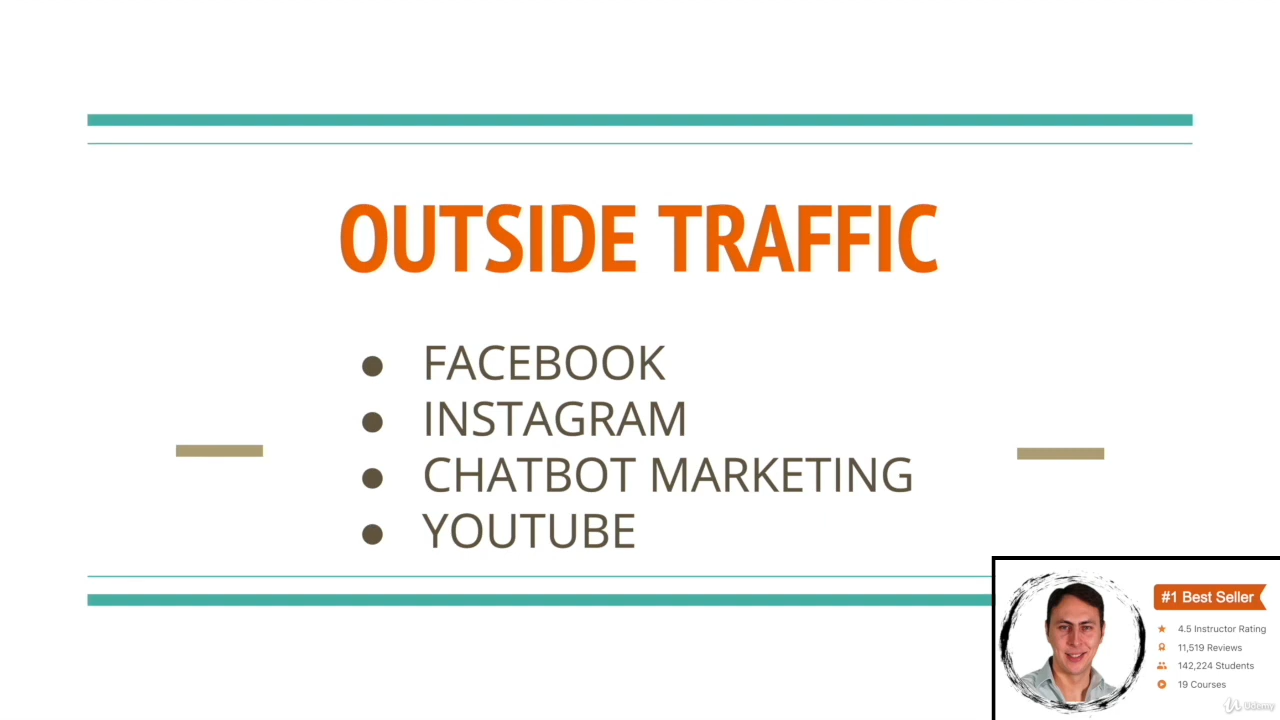 OUTSIDE TRAFFIC
● FACEBOOK
● INSTAGRAM
● CHATBOT MARKETING
● YOUTUBE
#1 Best Seller
4.5 Instructor Rating
11,519 Reviews
142,224 Students
19 Courses
Udemy